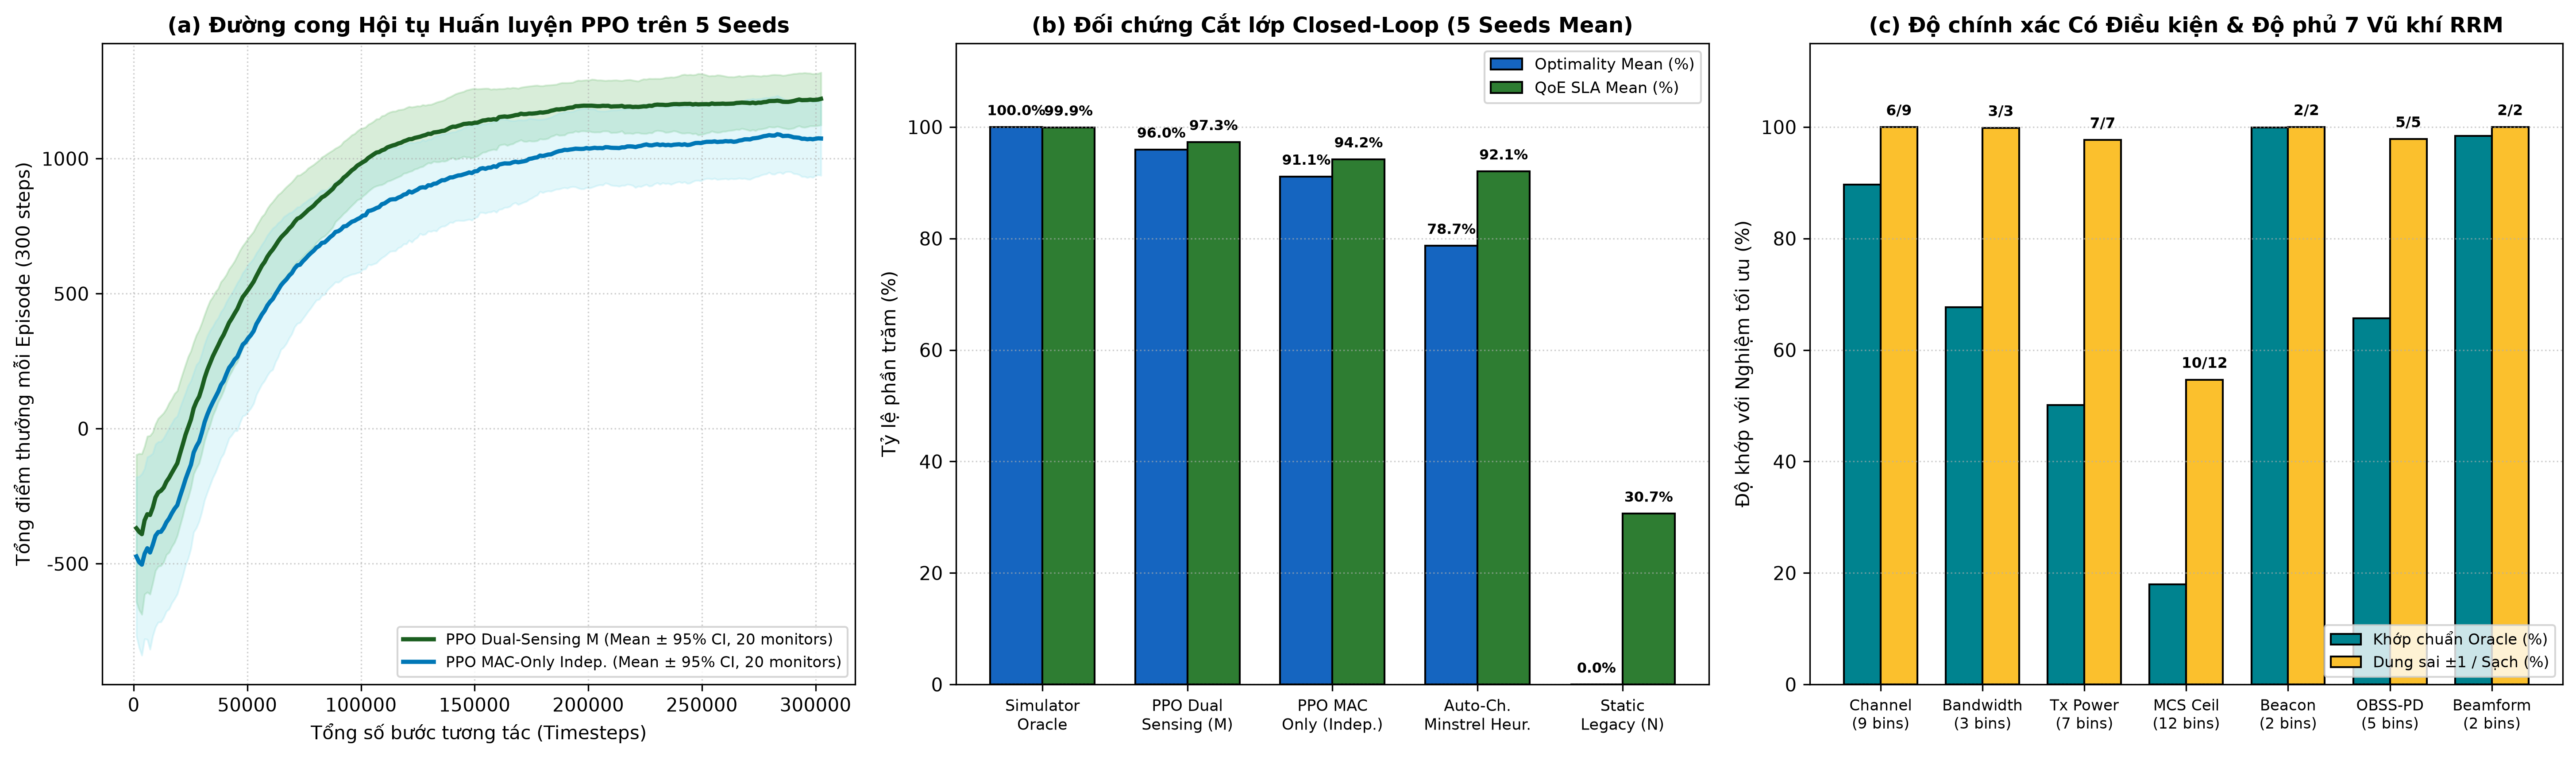 (a) Đường cong Hội tụ Huấn luyện PPO trên 5 Seeds
Tổng điểm thưởng mỗi Episode (300 steps)
1000
500
0
-500
0
50000
100000
150000
200000
250000
300000
Tổng số bước tương tác (Timesteps)
PPO Dual-Sensing M (Mean ± 95% CI, 20 monitors)
PPO MAC-Only Indep. (Mean ± 95% CI, 20 monitors)
(b) Đối chứng Cắt lớp Closed-Loop (5 Seeds Mean)
Tỷ lệ phần trăm (%)
Optimality Mean (%)
QoE SLA Mean (%)
100
80
60
40
20
0
100.0%
99.9%
96.0%
97.3%
91.1%
94.2%
78.7%
92.1%
0.0%
30.7%
Simulator
Oracle
PPO Dual
Sensing (M)
PPO MAC
Only (Indep.)
Auto-Ch.
Minstrel Heur.
Static
Legacy (N)
(c) Độ chính xác Có Điều kiện & Độ phủ 7 Vũ khí RRM
Độ khớp với Nghiệm tối ưu (%)
100
80
60
40
20
0
6/9
3/3
7/7
10/12
2/2
5/5
2/2
Khớp chuẩn Oracle (%)
Dung sai ±1 / Sạch (%)
Channel
(9 bins)
Bandwidth
(3 bins)
Tx Power
(7 bins)
MCS Ceil
(12 bins)
Beacon
(2 bins)
OBSS-PD
(5 bins)
Beamform
(2 bins)